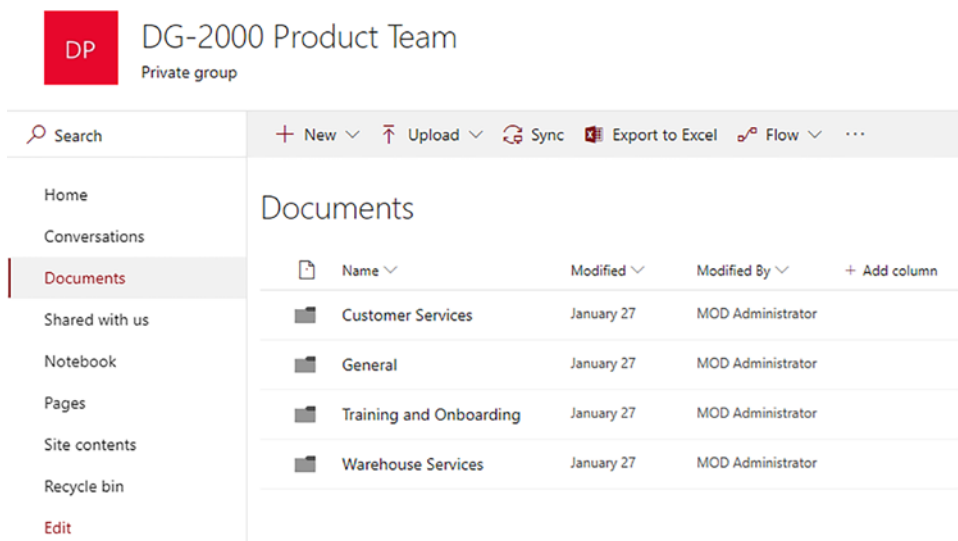 DP
DG-2000 Product Team
Private group
Search
New
Upload
Sync
Export to Excel
Flow
...
Home
Conversations
Documents
Shared with us
Notebook
Pages
Site contents
Recycle bin
Edit
Documents
Name Modified Modified By + Add column
Customer Services January 27 MOD Administrator
General January 27 MOD Administrator
Training and Onboarding January 27 MOD Administrator
Warehouse Services January 27 MOD Administrator